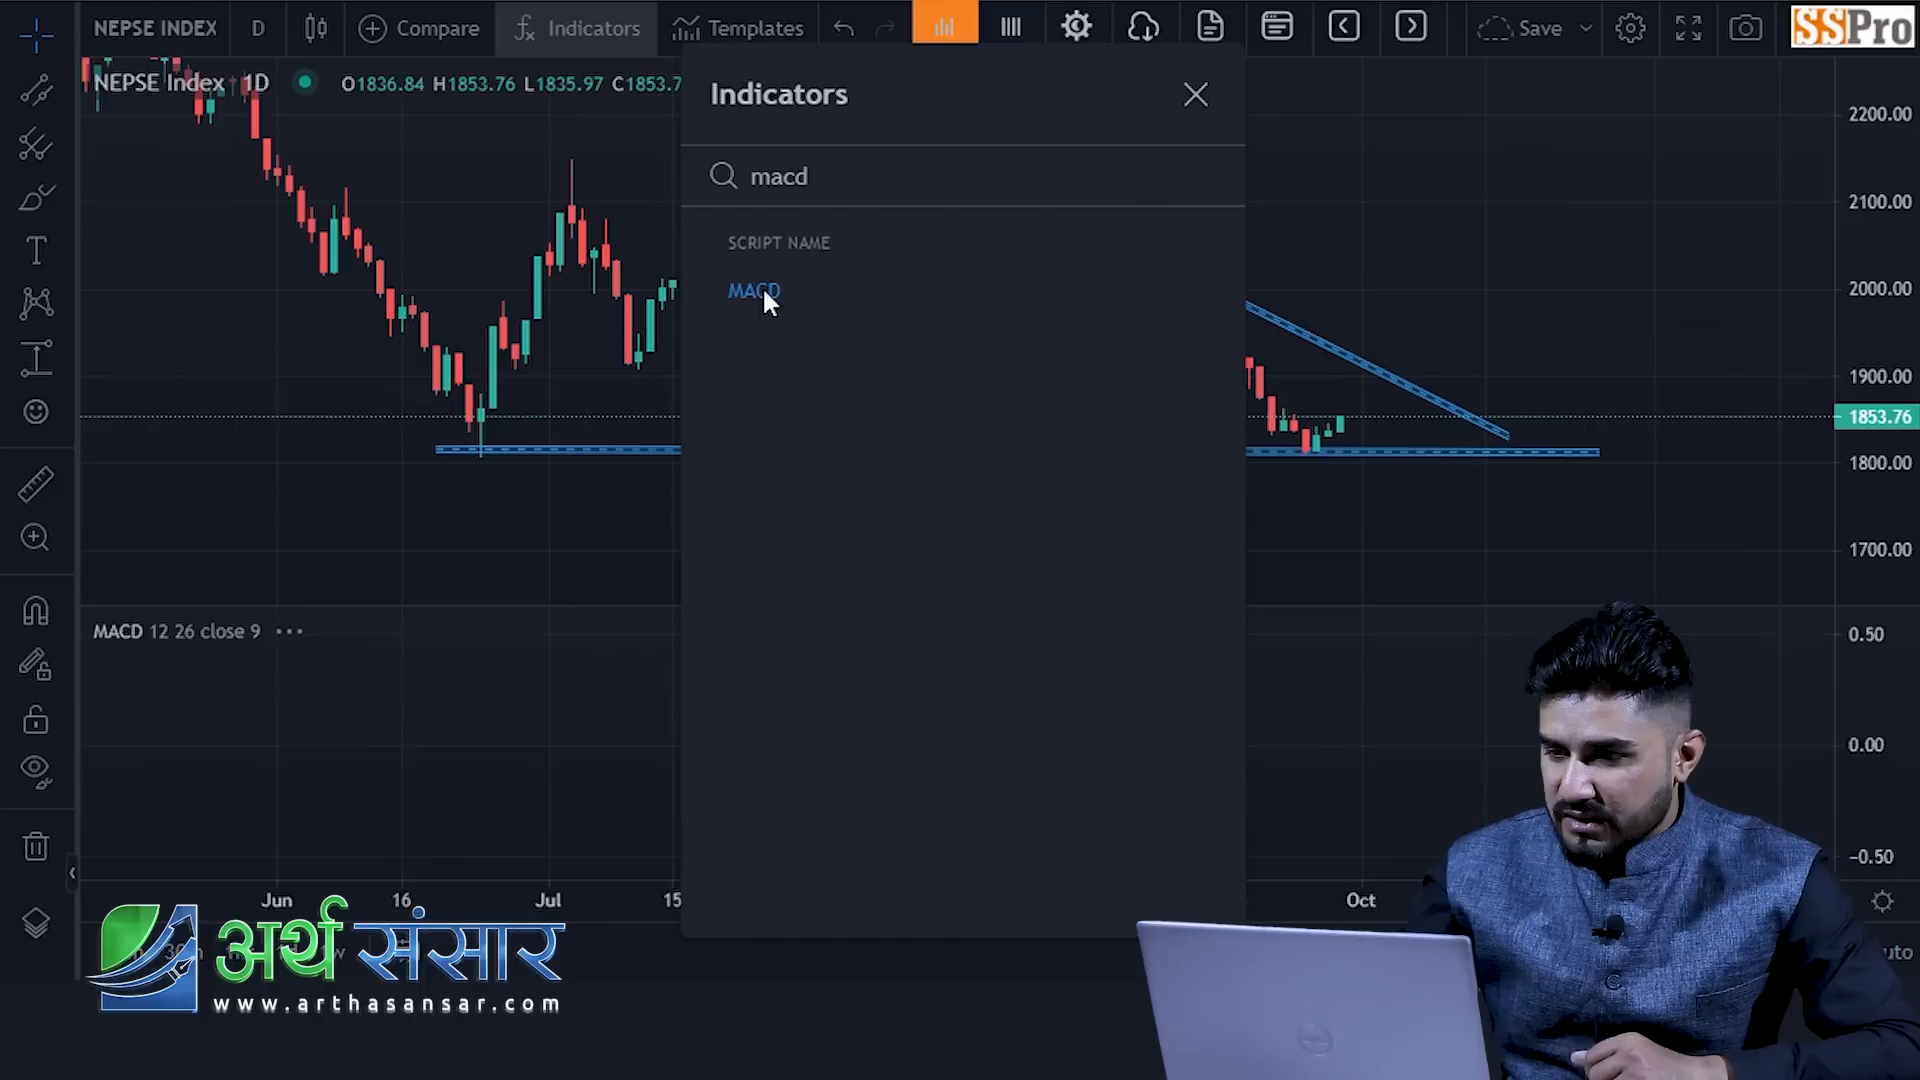 NEPSE INDEX D Compare Indicators Templates Save SSPro
NEPSE Index 1D O1836.84 H1853.76 L1835.97 C1853.7
Indicators
macd
SCRIPT NAME
MACD
2200.00
2100.00
2000.00
1900.00
1853.76
1800.00
1700.00
MACD 12 26 close 9
0.50
0.00
−0.50
Jun 16 Jul 15 Oct
अर्थ संसार
www.arthasansar.com